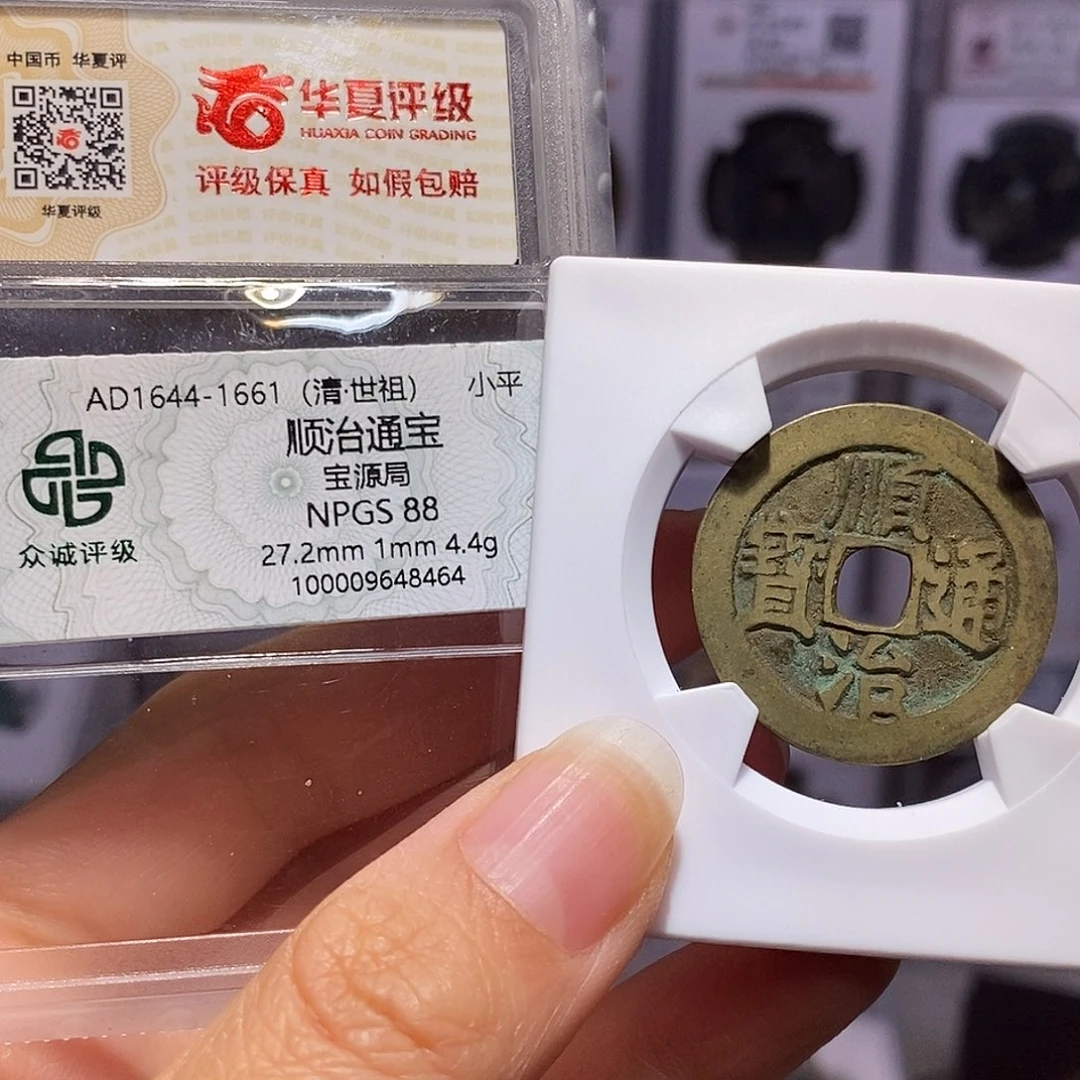 中国币 华夏评
华夏评级
华夏评级
HUAXIA COIN GRADING
评级保真 如假包赔
AD1644-1661（清·世祖） 小平
顺治通宝
宝源局
NPGS 88
27.2mm 1mm 4.4g
100009648464
众诚评级
順
治
通
寶